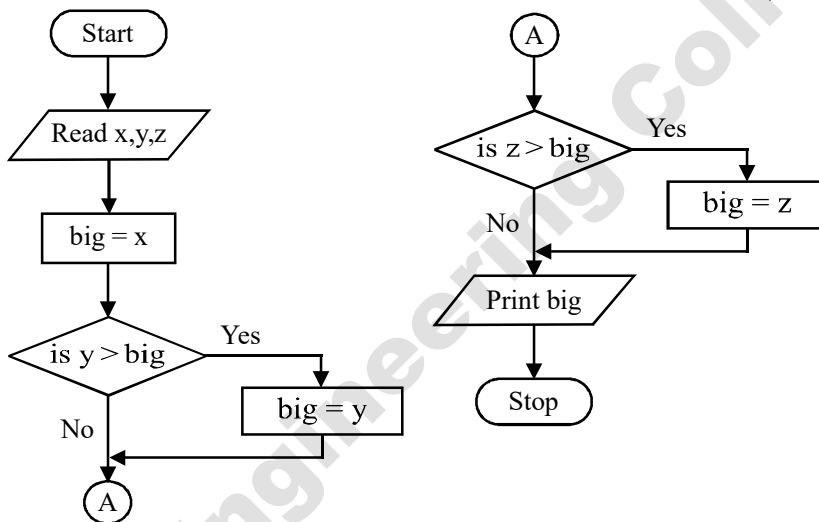 Start
Read x,y,z
big = x
is y > big
Yes
big = y
No
A
A
is z > big
Yes
big = z
No
Print big
Stop